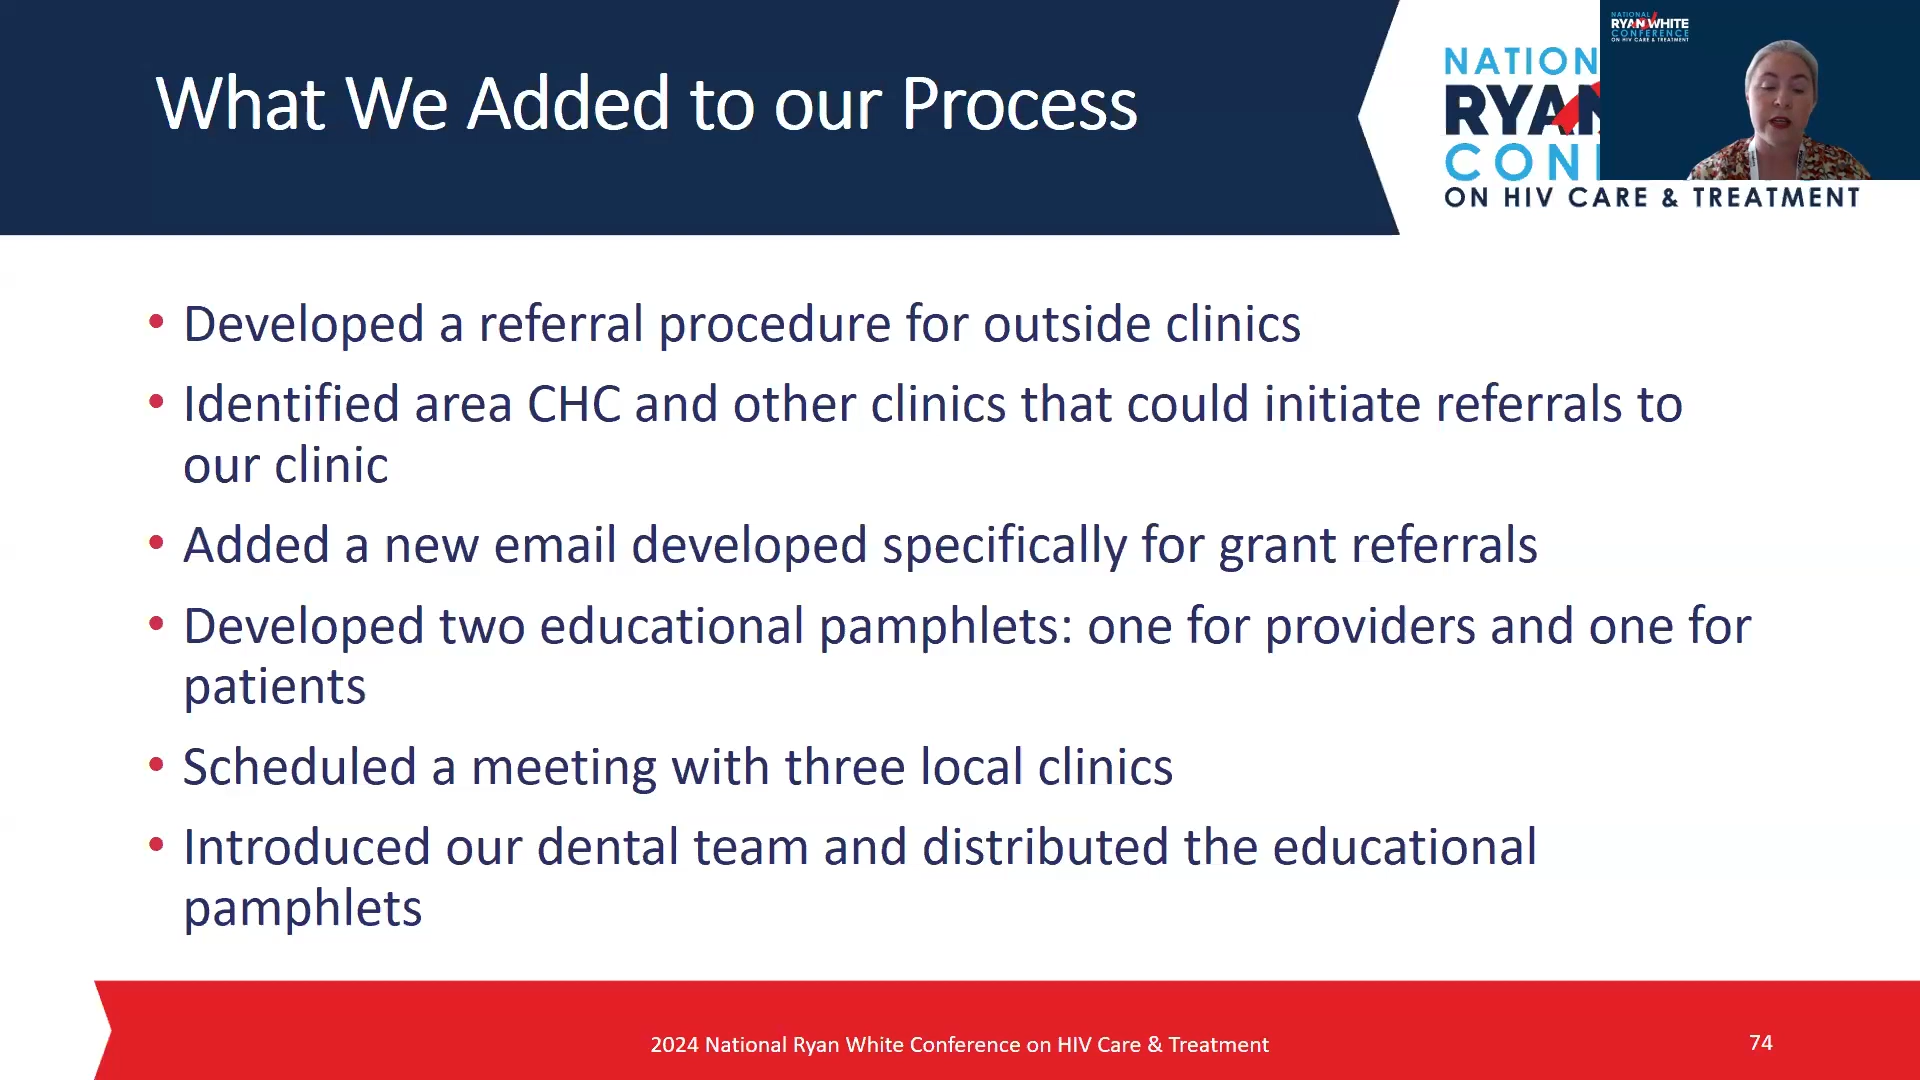 What We Added to our Process
NATION
RYAN
CON
ON HIV CARE & TREATMENT
NATIONAL
RYAN WHITE
CONFERENCE
ON HIV CARE & TREATMENT
• Developed a referral procedure for outside clinics
• Identified area CHC and other clinics that could initiate referrals to
our clinic
• Added a new email developed specifically for grant referrals
• Developed two educational pamphlets: one for providers and one for
patients
• Scheduled a meeting with three local clinics
• Introduced our dental team and distributed the educational
pamphlets
2024 National Ryan White Conference on HIV Care & Treatment
74